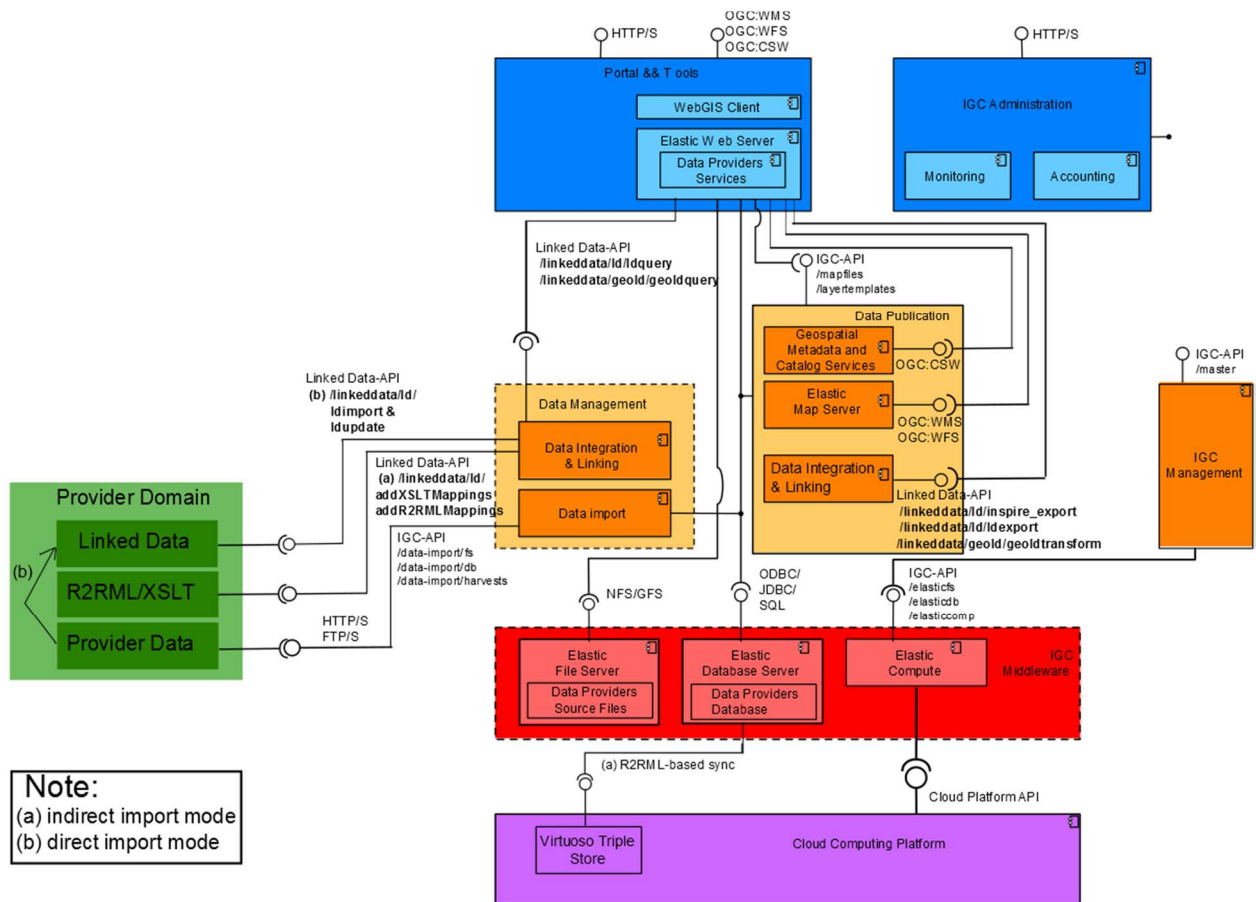 HTTP/S
OGC:WMS
OGC:WFS
OGC:CSW
HTTP/S
Portal && T ools
WebGIS Client
Elastic W eb Server
Data Providers
Services
IGC Administration
Monitoring
Accounting
Linked Data-API
/linkeddata/ld/ldquery
/linkeddata/geold/geoldquery
IGC-API
/mapfiles
/layertemplates
Data Publication
Geospatial
Metadata and
Catalog Services
OGC:CSW
Elastic
Map Server
OGC:WMS
OGC:WFS
Data Integration
& Linking
Linked Data-API
/linkeddata/ld/inspire_export
/linkeddata/ld/ldexport
/linkeddata/geold/geoldtransform
IGC-API
/master
IGC
Management
Linked Data-API
(b) /linkeddata/ld/
ldimport &
ldupdate
Data Management
Data Integration
& Linking
Data import
Linked Data-API
(a) /linkeddata/ld/
addXSLTMappings
addR2RMLMappings
IGC-API
/data-import/fs
/data-import/db
/data-import/harvests
Provider Domain
Linked Data
(b)
R2RML/XSLT
Provider Data
HTTP/S
FTP/S
NFS/GFS
ODBC/
JDBC/
SQL
IGC-API
/elasticfs
/elasticdb
/elasticcomp
Elastic
File Server
Data Providers
Source Files
Elastic
Database Server
Data Providers
Database
Elastic
Compute
IGC
Middleware
(a) R2RML-based sync
Cloud Platform API
Virtuoso Triple
Store
Cloud Computing Platform
Note:
(a) indirect import mode
(b) direct import mode